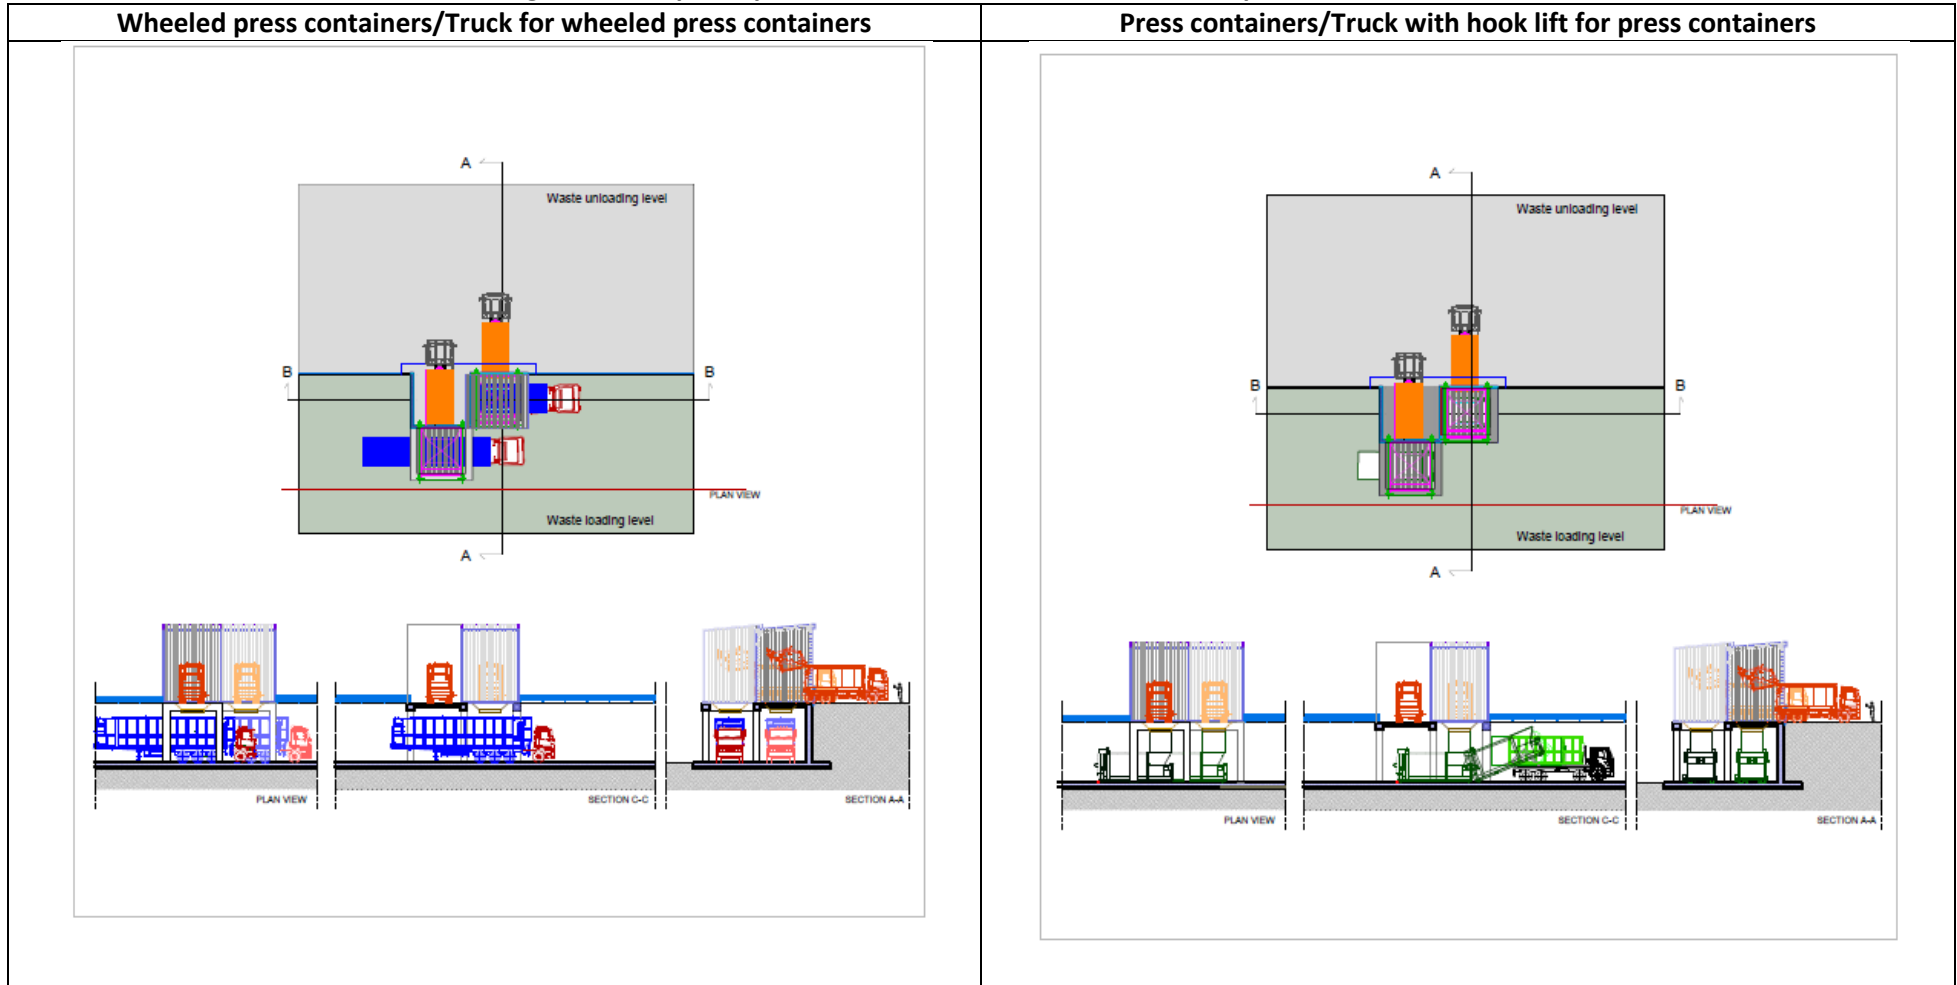 Wheeled press containers/Truck for wheeled press containers
Press containers/Truck with hook lift for press containers
A
Waste unloading level
B
B
PLAN VIEW
Waste loading level
A
PLAN VIEW
SECTION C-C
SECTION A-A
A
Waste unloading level
B
B
PLAN VIEW
Waste loading level
A
PLAN VIEW
SECTION C-C
SECTION A-A